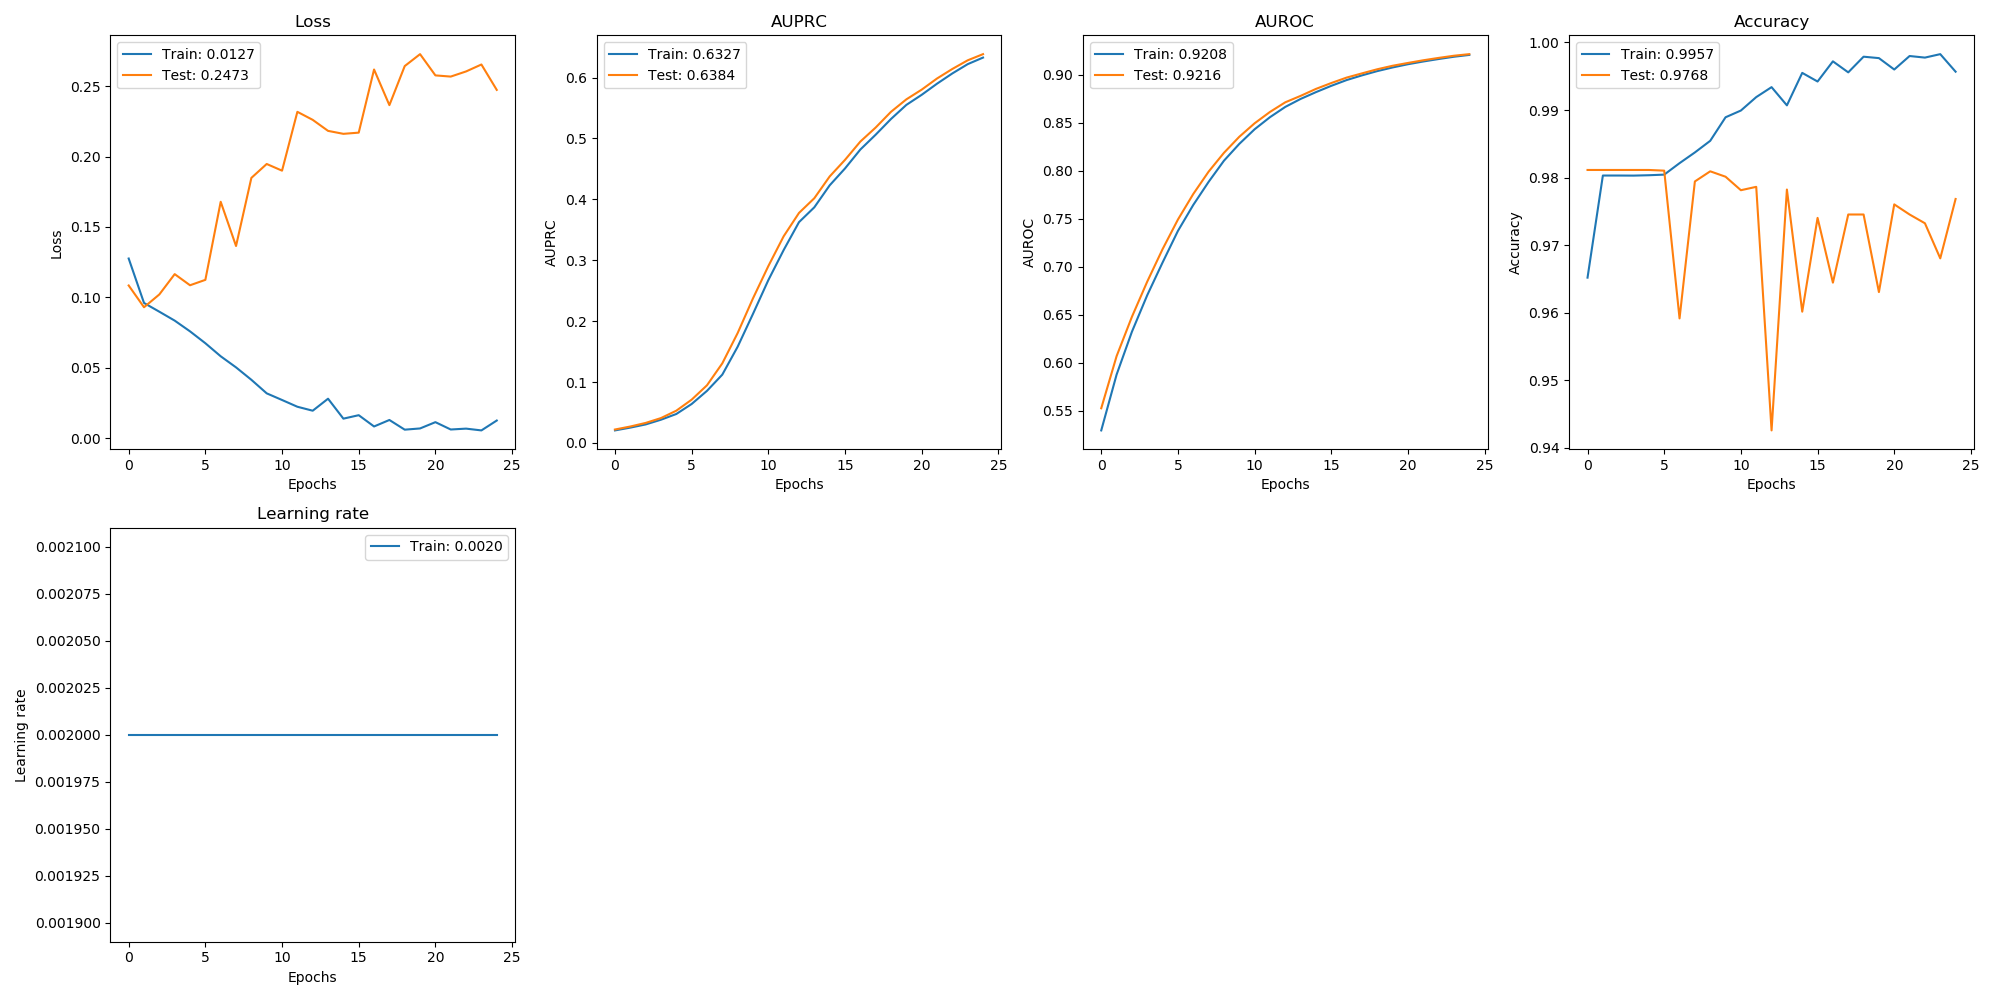 Loss
Train: 0.0127
Test: 0.2473
0.25
0.20
0.15
0.10
0.05
0.00
Loss
0 5 10 15 20 25
Epochs
AUPRC
Train: 0.6327
Test: 0.6384
0.6
0.5
0.4
0.3
0.2
0.1
0.0
AUPRC
0 5 10 15 20 25
Epochs
AUROC
Train: 0.9208
Test: 0.9216
0.90
0.85
0.80
0.75
0.70
0.65
0.60
0.55
AUROC
0 5 10 15 20 25
Epochs
Accuracy
Train: 0.9957
Test: 0.9768
1.00
0.99
0.98
0.97
0.96
0.95
0.94
Accuracy
0 5 10 15 20 25
Epochs
Learning rate
Train: 0.0020
0.002100
0.002075
0.002050
0.002025
0.002000
0.001975
0.001950
0.001925
0.001900
Learning rate
0 5 10 15 20 25
Epochs